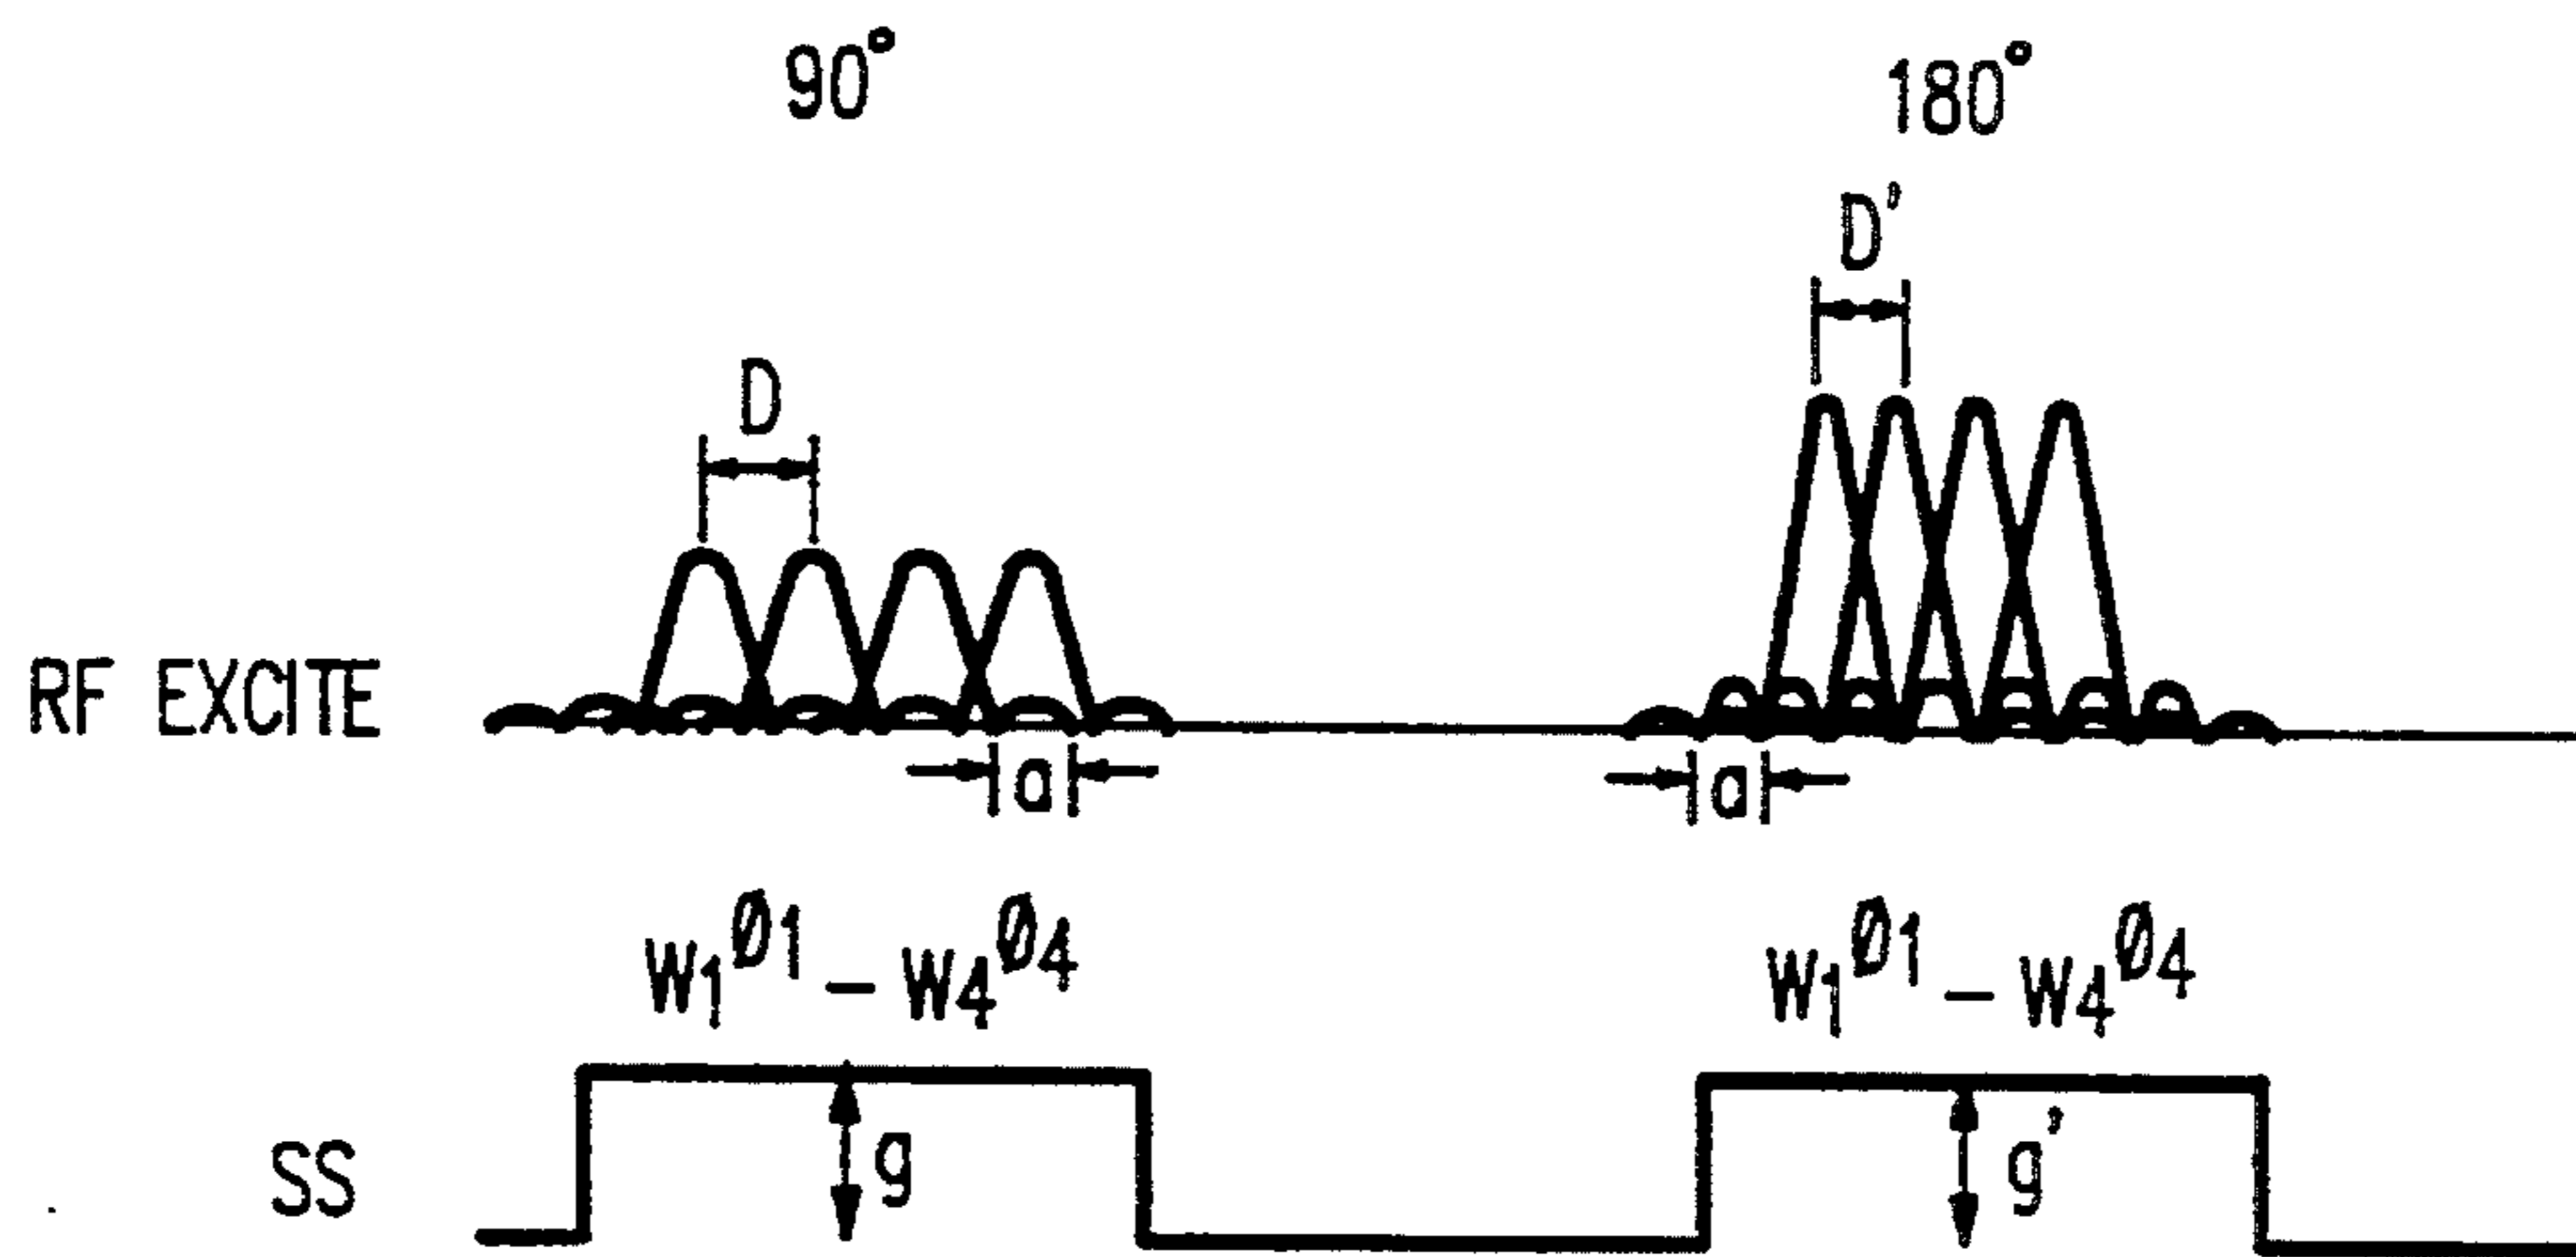 90° 180°
D'
D
RF EXCITE
a a
W1Ø1 – W4Ø4 W1Ø1 – W4Ø4
SS g g'